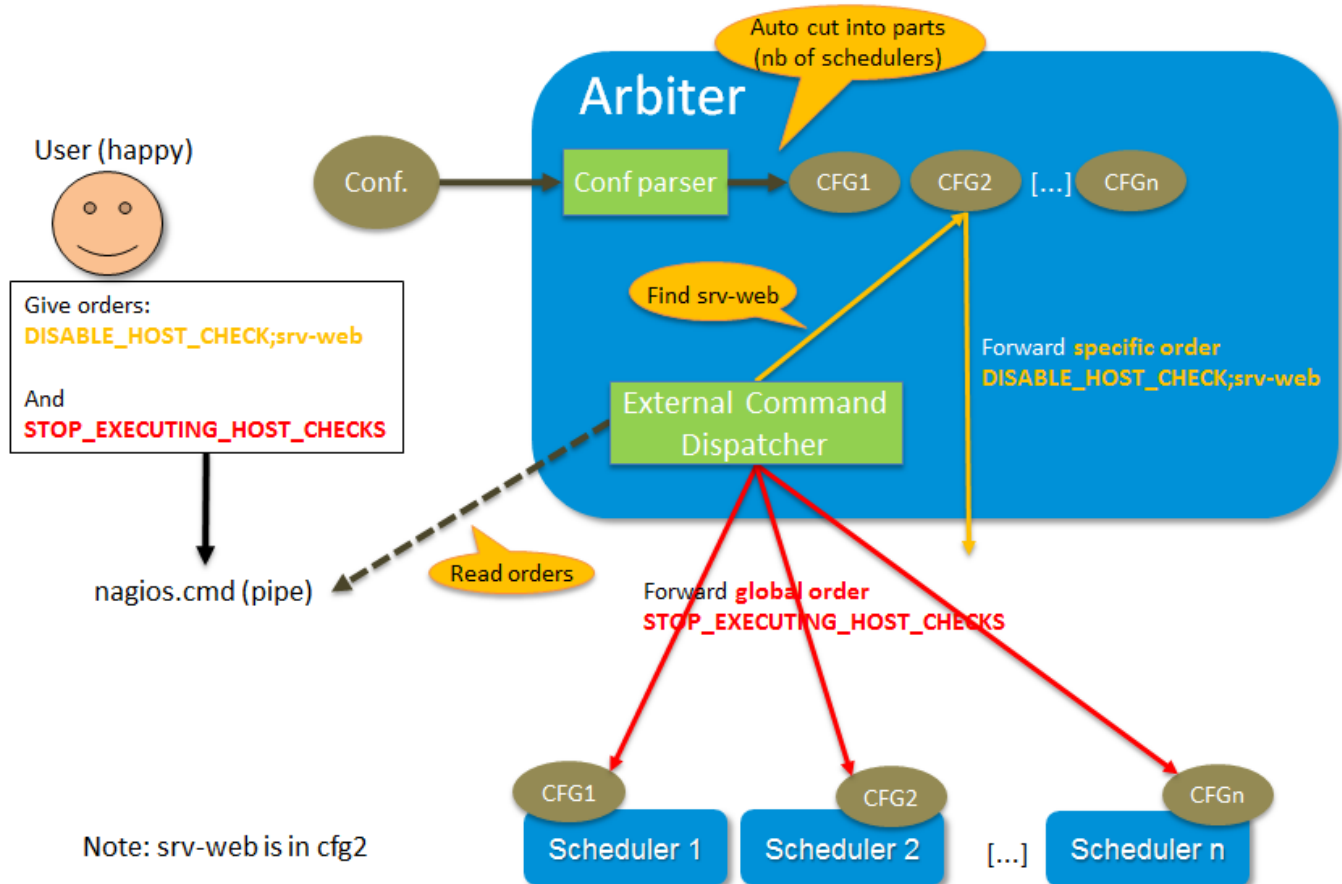 Auto cut into parts
(nb of schedulers)
Arbiter
User (happy)
Conf.
Conf parser
CFG1
CFG2
[...]
CFGn
Find srv-web
Give orders:
DISABLE_HOST_CHECK;srv-web
And
STOP_EXECUTING_HOST_CHECKS
Forward specific order
DISABLE_HOST_CHECK;srv-web
External Command
Dispatcher
Read orders
nagios.cmd (pipe)
Forward global order
STOP_EXECUTING_HOST_CHECKS
CFG1
CFG2
CFGn
Note: srv-web is in cfg2
Scheduler 1
Scheduler 2
[...]
Scheduler n